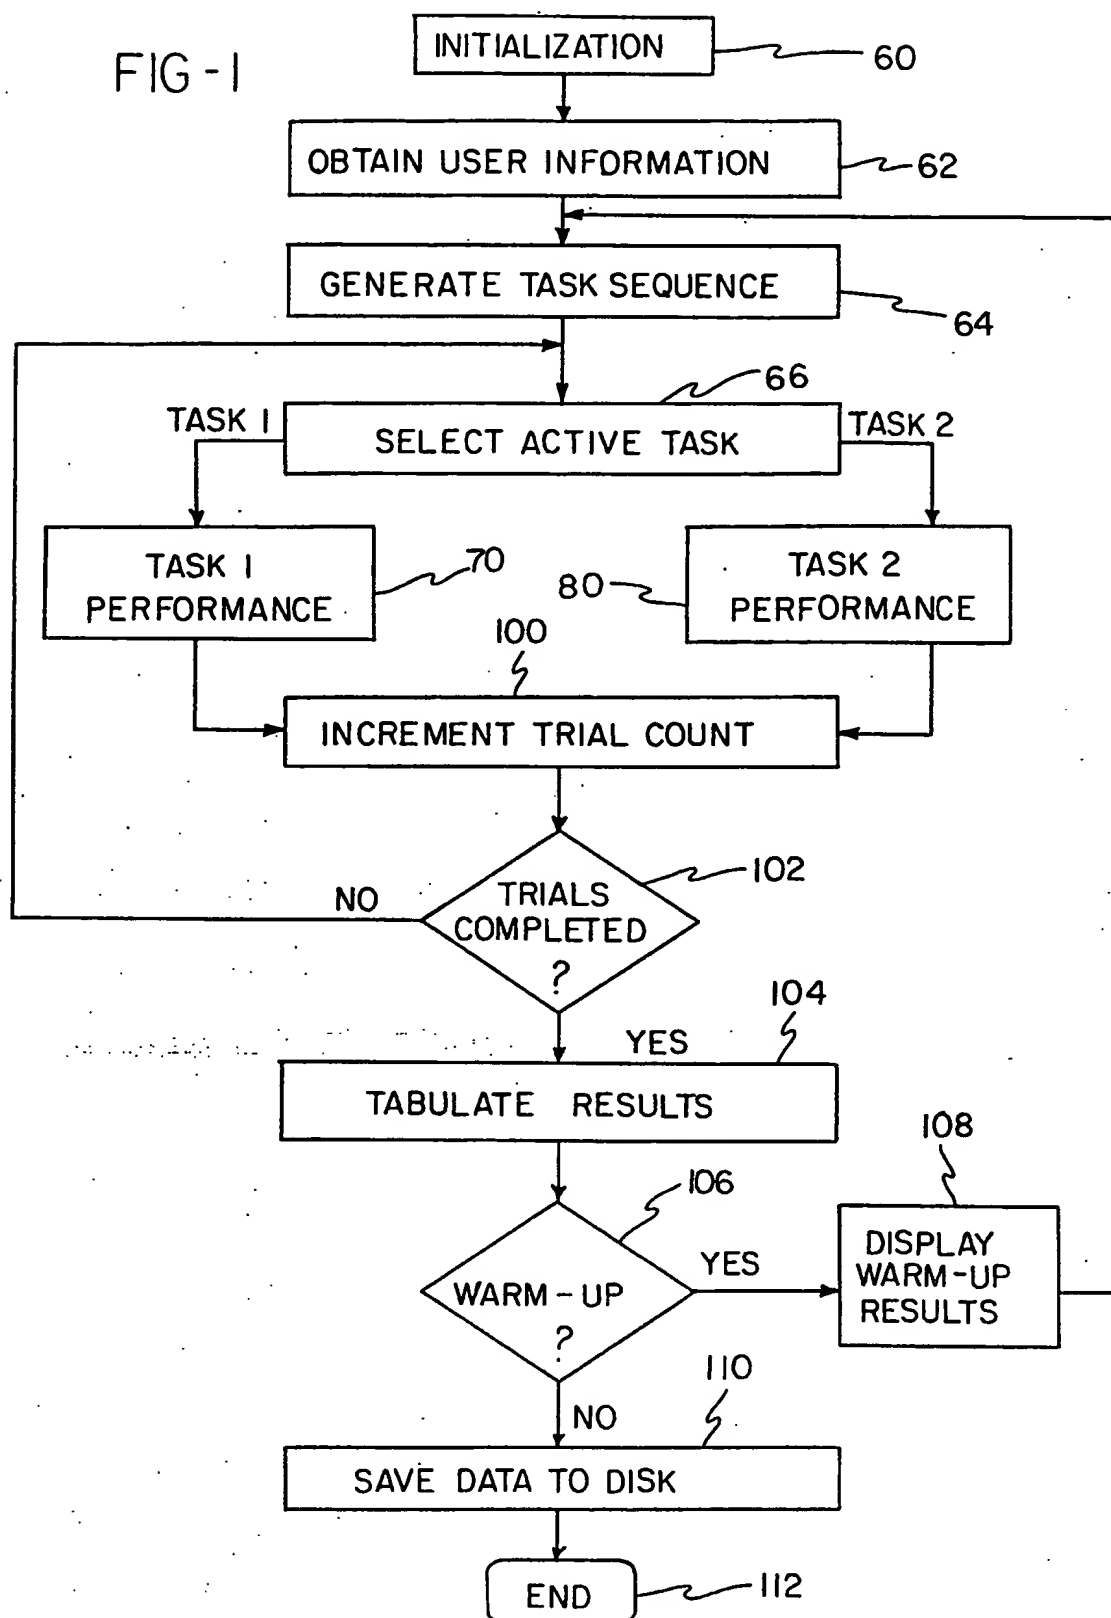 FIG-1
INITIALIZATION
60
OBTAIN USER INFORMATION
62
GENERATE TASK SEQUENCE
64
66
TASK 1
SELECT ACTIVE TASK
TASK 2
TASK 1
PERFORMANCE
70
80
TASK 2
PERFORMANCE
100
INCREMENT TRIAL COUNT
102
NO
TRIALS
COMPLETED
?
YES
104
TABULATE RESULTS
106
108
WARM-UP
?
YES
DISPLAY
WARM-UP
RESULTS
NO
110
SAVE DATA TO DISK
END
112